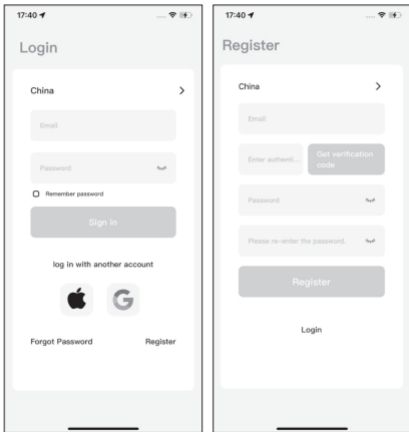 17:40
Login
China
Email
Password
Remember password
Sign In
log in with another account
G
Forgot Password
Register
17:40
Register
China
Email
Enter authenti...
Get verification
code
Password
Please re-enter the password..
Register
Login